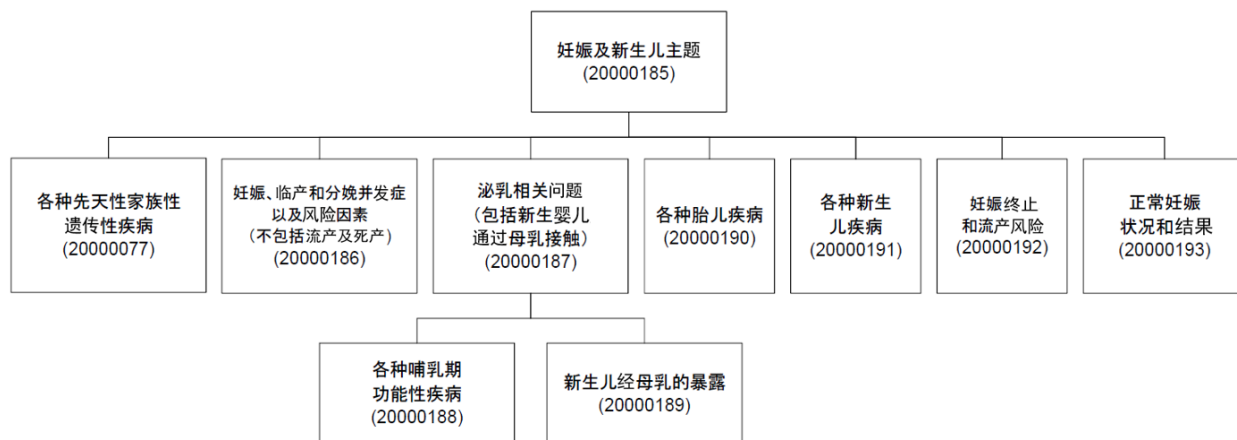 妊娠及新生儿主题
(20000185)
各种先天性家族性
遗传性疾病
(20000077)
妊娠、临产和分娩并发症
以及风险因素
（不包括流产及死产）
(20000186)
泌乳相关问题
（包括新生婴儿
通过母乳接触）
(20000187)
各种胎儿疾病
(20000190)
各种新生
儿疾病
(20000191)
妊娠终止
和流产风险
(20000192)
正常妊娠
状况和结果
(20000193)
各种哺乳期
功能性疾病
(20000188)
新生儿经母乳的暴露
(20000189)